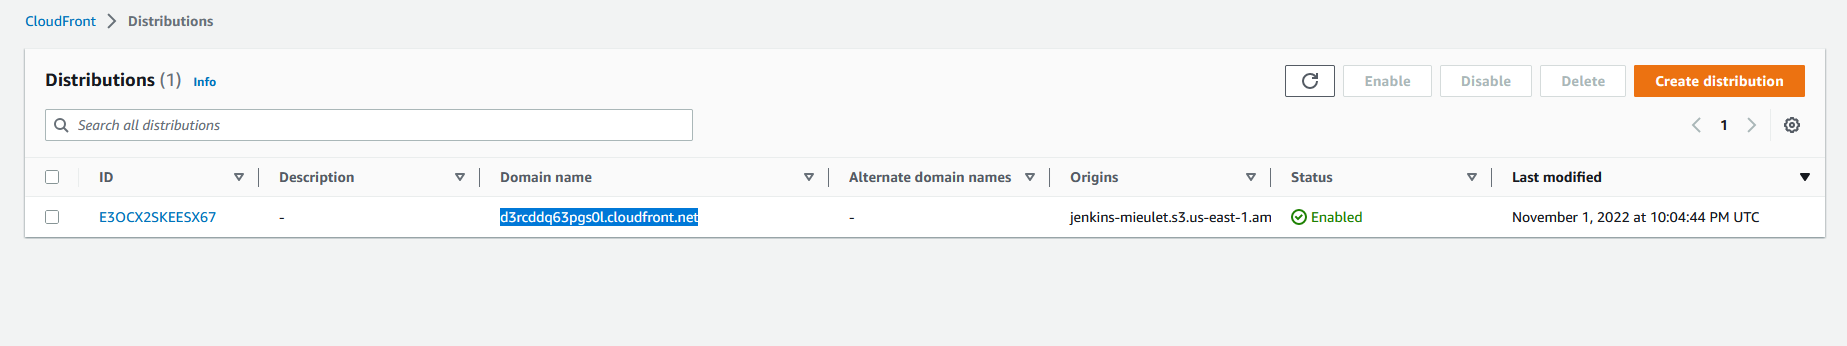 CloudFront > Distributions
Distributions (1) Info
Enable Disable Delete Create distribution
Search all distributions
1
ID Description Domain name Alternate domain names Origins Status Last modified
E3OCX2SKEESX67 - d3rcddq63pgs0l.cloudfront.net - jenkins-mieulet.s3.us-east-1.am Enabled November 1, 2022 at 10:04:44 PM UTC